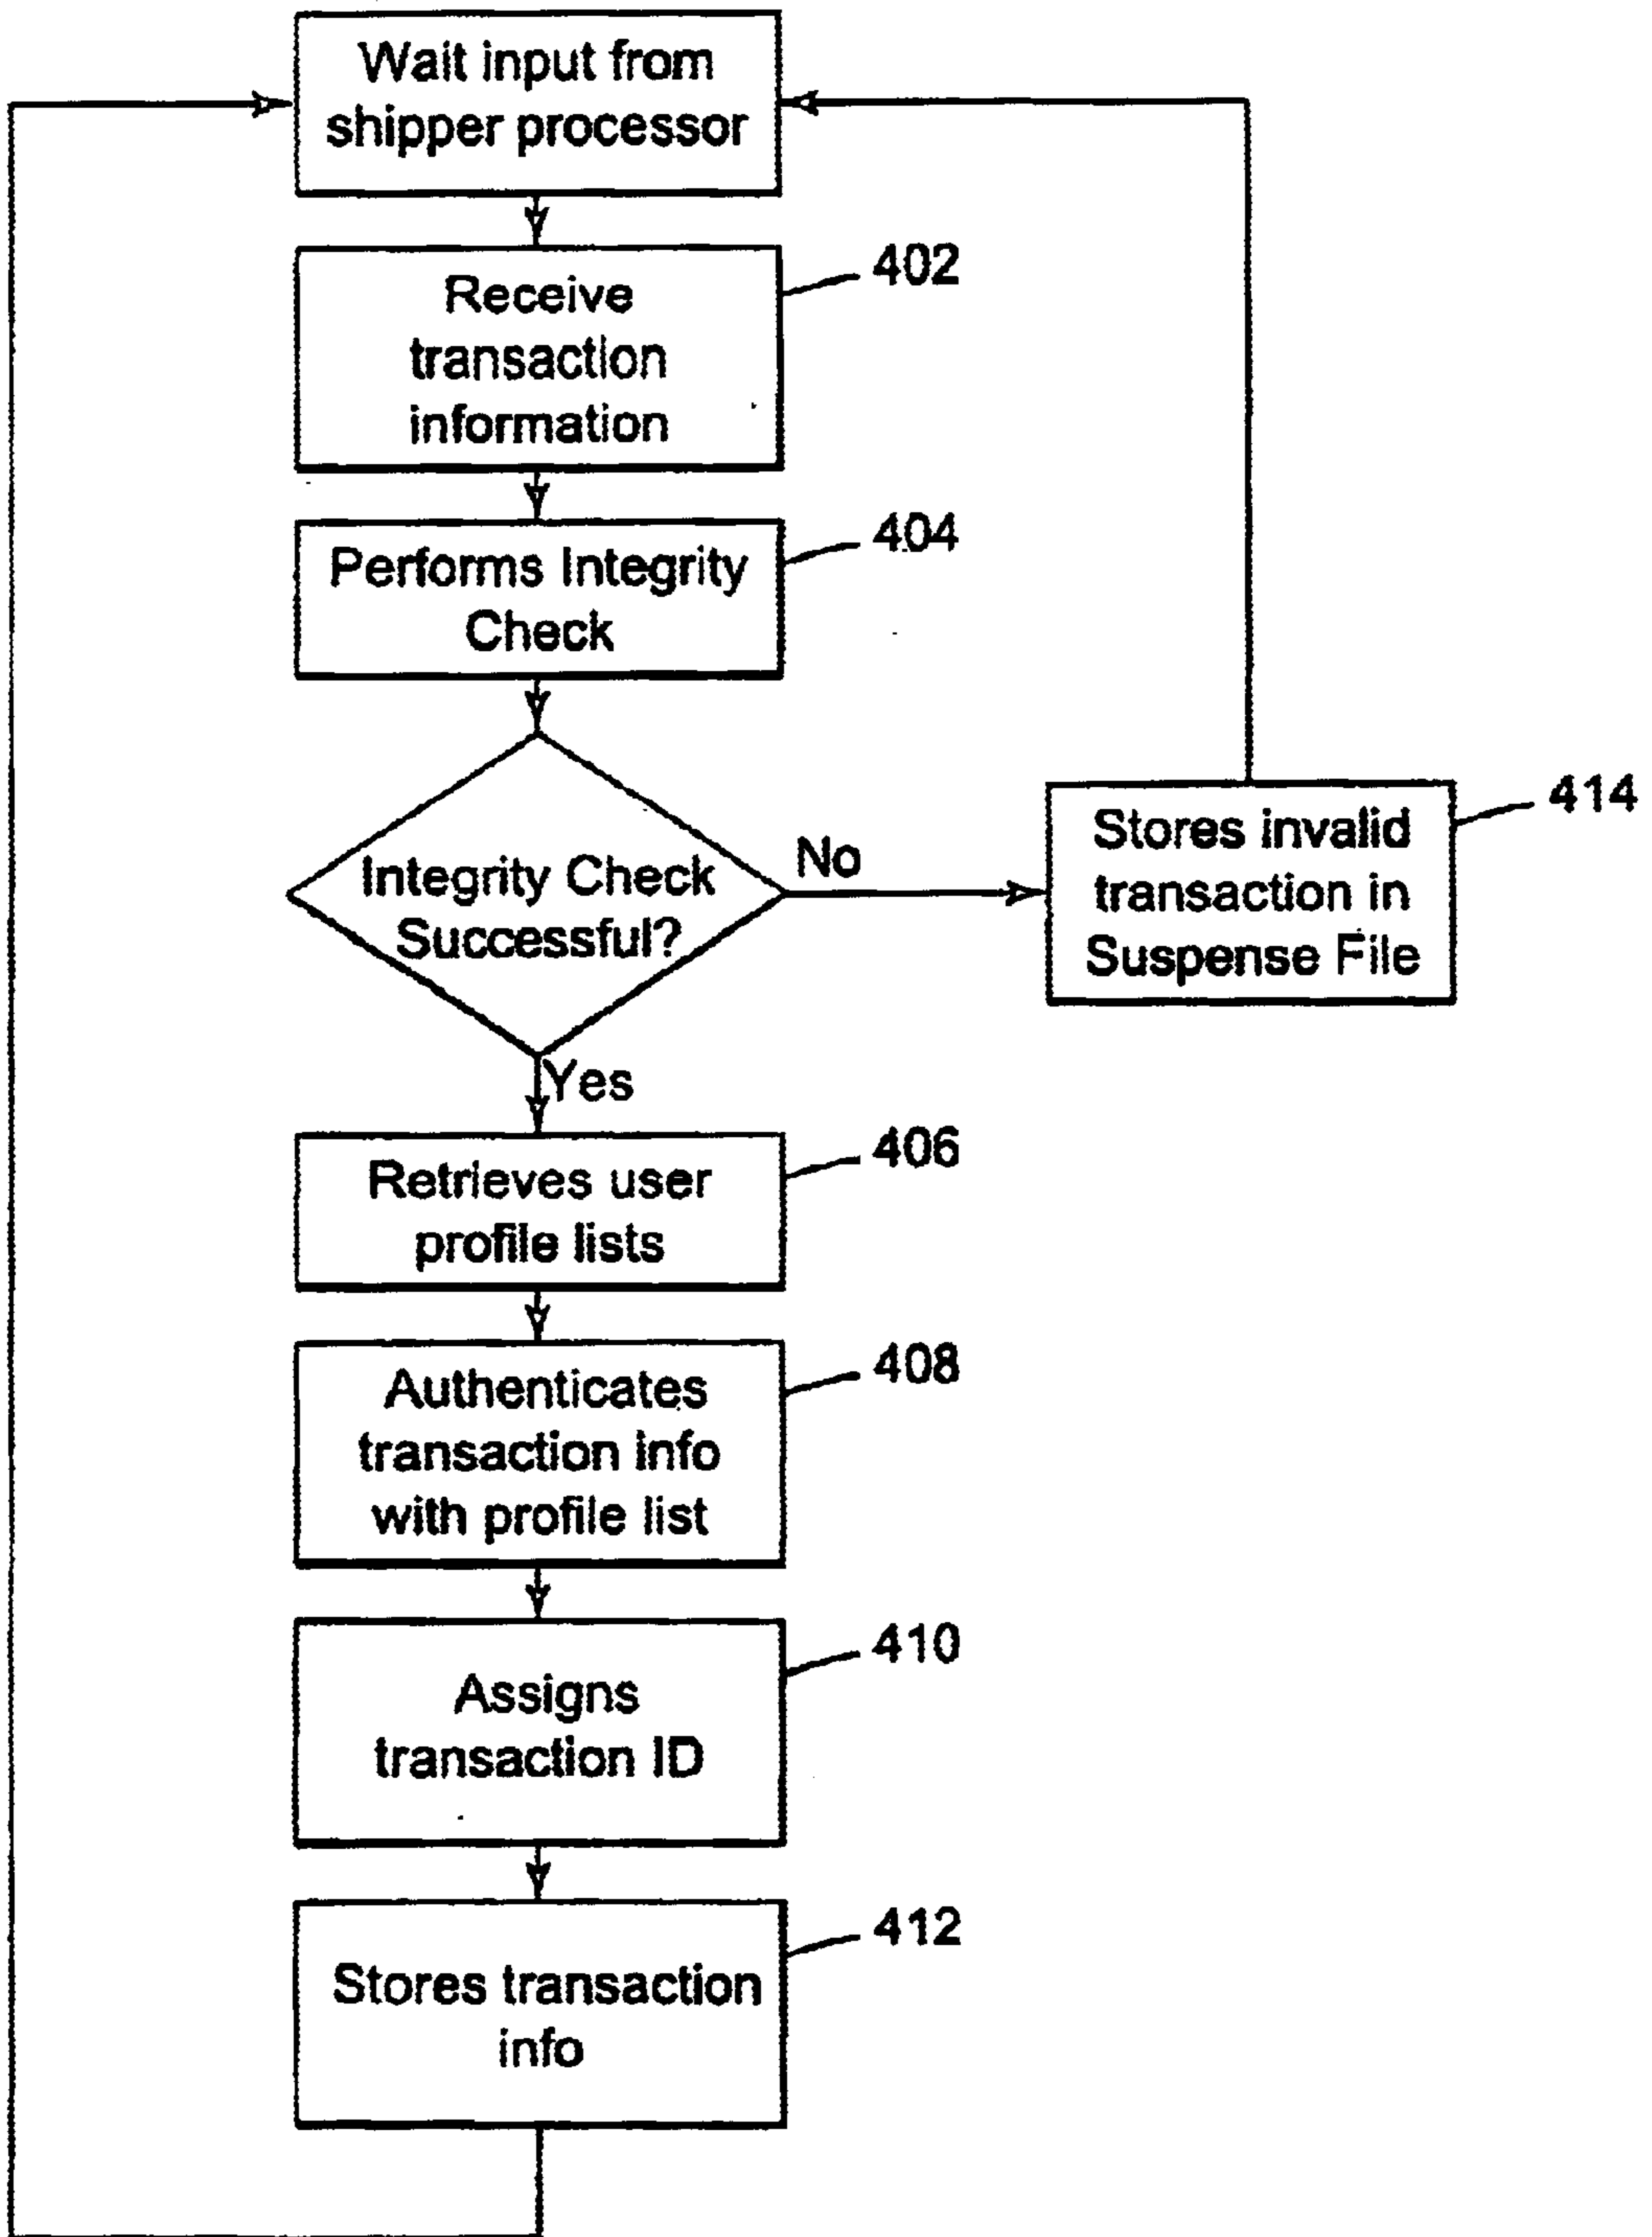 Wait input from
shipper processor
402
Receive
transaction
information
404
Performs Integrity
Check
Integrity Check
Successful?
No
414
Stores invalid
transaction in
Suspense File
Yes
406
Retrieves user
profile lists
408
Authenticates
transaction info
with profile list
410
Assigns
transaction ID
412
Stores transaction
info